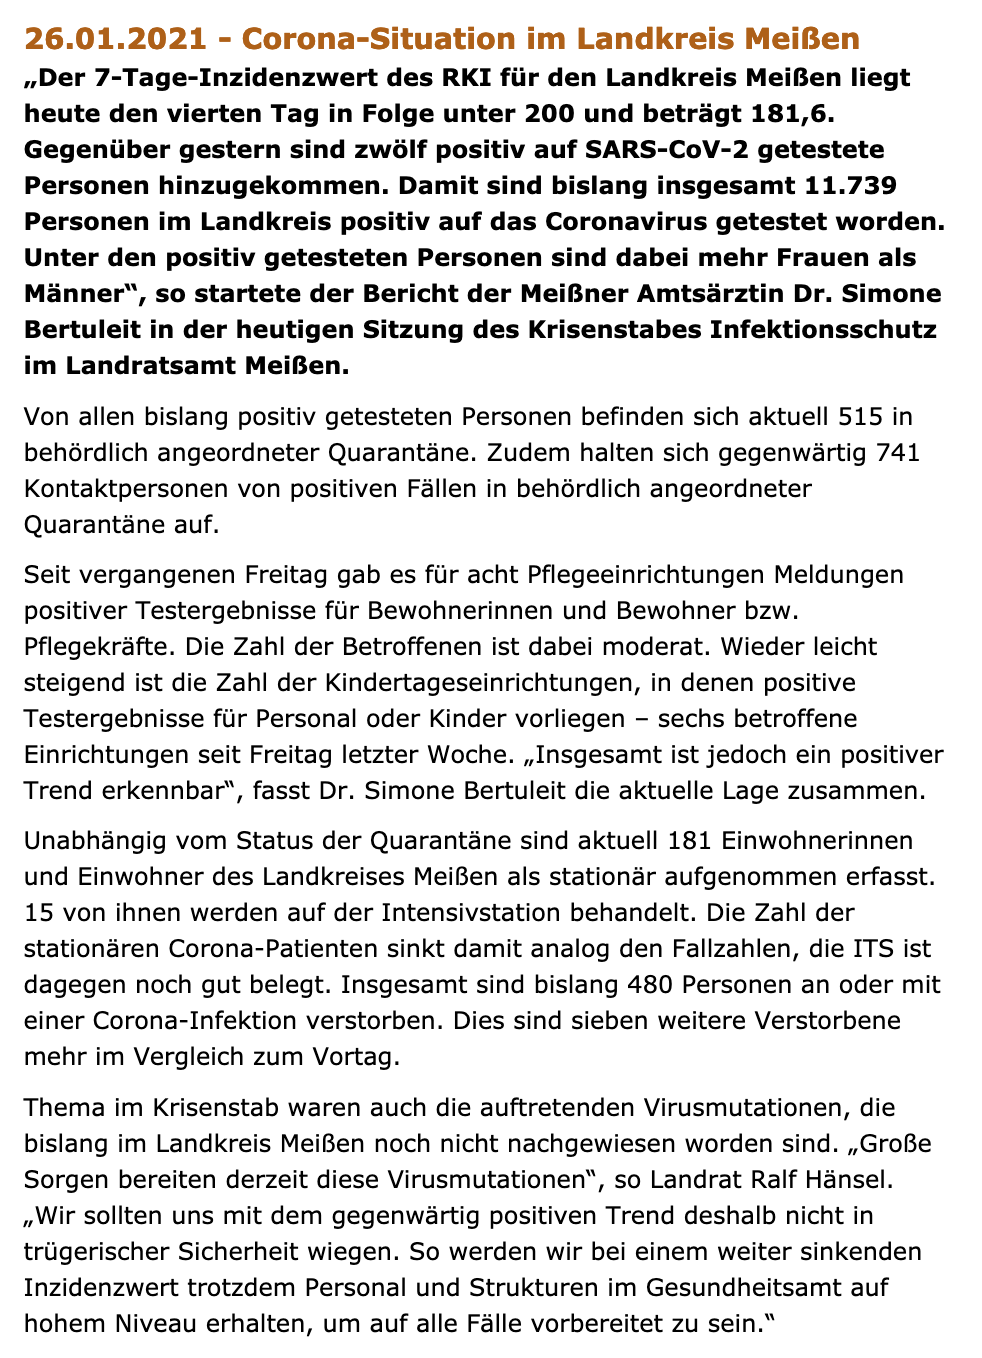 26.01.2021 - Corona-Situation im Landkreis Meißen
„Der 7-Tage-Inzidenzwert des RKI für den Landkreis Meißen liegt
heute den vierten Tag in Folge unter 200 und beträgt 181,6.
Gegenüber gestern sind zwölf positiv auf SARS-CoV-2 getestete
Personen hinzugekommen. Damit sind bislang insgesamt 11.739
Personen im Landkreis positiv auf das Coronavirus getestet worden.
Unter den positiv getesteten Personen sind dabei mehr Frauen als
Männer“, so startete der Bericht der Meißner Amtsärztin Dr. Simone
Bertuleit in der heutigen Sitzung des Krisenstabes Infektionsschutz
im Landratsamt Meißen.
Von allen bislang positiv getesteten Personen befinden sich aktuell 515 in
behördlich angeordneter Quarantäne. Zudem halten sich gegenwärtig 741
Kontaktpersonen von positiven Fällen in behördlich angeordneter
Quarantäne auf.
Seit vergangenen Freitag gab es für acht Pflegeeinrichtungen Meldungen
positiver Testergebnisse für Bewohnerinnen und Bewohner bzw.
Pflegekräfte. Die Zahl der Betroffenen ist dabei moderat. Wieder leicht
steigend ist die Zahl der Kindertageseinrichtungen, in denen positive
Testergebnisse für Personal oder Kinder vorliegen – sechs betroffene
Einrichtungen seit Freitag letzter Woche. „Insgesamt ist jedoch ein positiver
Trend erkennbar“, fasst Dr. Simone Bertuleit die aktuelle Lage zusammen.
Unabhängig vom Status der Quarantäne sind aktuell 181 Einwohnerinnen
und Einwohner des Landkreises Meißen als stationär aufgenommen erfasst.
15 von ihnen werden auf der Intensivstation behandelt. Die Zahl der
stationären Corona-Patienten sinkt damit analog den Fallzahlen, die ITS ist
dagegen noch gut belegt. Insgesamt sind bislang 480 Personen an oder mit
einer Corona-Infektion verstorben. Dies sind sieben weitere Verstorbene
mehr im Vergleich zum Vortag.
Thema im Krisenstab waren auch die auftretenden Virusmutationen, die
bislang im Landkreis Meißen noch nicht nachgewiesen worden sind. „Große
Sorgen bereiten derzeit diese Virusmutationen“, so Landrat Ralf Hänsel.
„Wir sollten uns mit dem gegenwärtig positiven Trend deshalb nicht in
trügerischer Sicherheit wiegen. So werden wir bei einem weiter sinkenden
Inzidenzwert trotzdem Personal und Strukturen im Gesundheitsamt auf
hohem Niveau erhalten, um auf alle Fälle vorbereitet zu sein.“